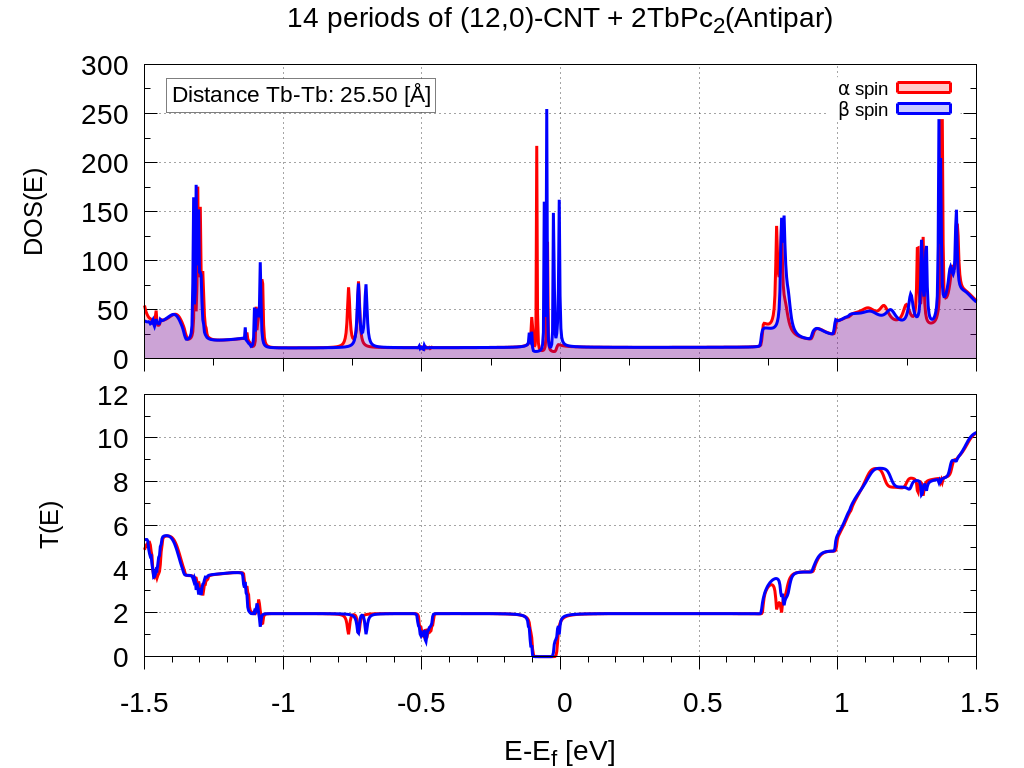 14 periods of (12,0)-CNT + 2TbPc2(Antipar)
300
250
200
150
100
50
0
DOS(E)
Distance Tb-Tb: 25.50 [Å]
α spin
β spin
12
10
8
6
4
2
0
T(E)
-1.5 -1 -0.5 0 0.5 1 1.5
E-Ef [eV]